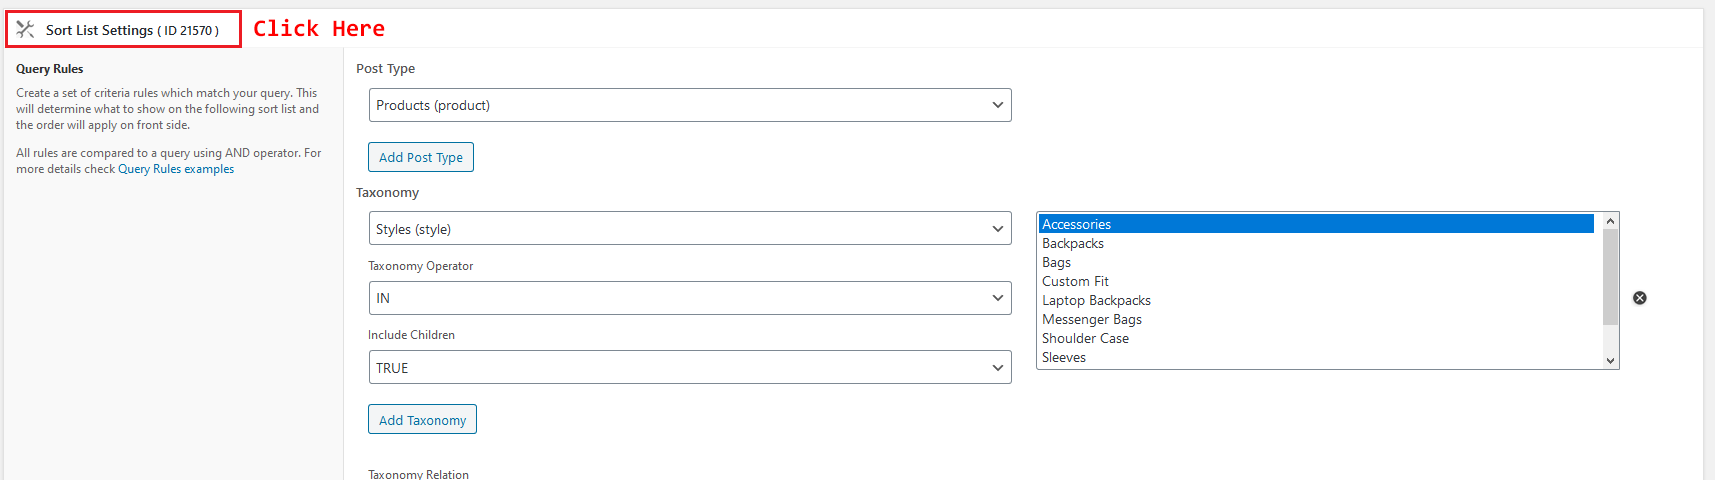 Sort List Settings ( ID 21570 )
Click Here
Query Rules
Create a set of criteria rules which match your query. This
will determine what to show on the following sort list and
the order will apply on front side.
All rules are compared to a query using AND operator. For
more details check Query Rules examples
Post Type
Products (product)
Add Post Type
Taxonomy
Styles (style)
Taxonomy Operator
IN
Include Children
TRUE
Add Taxonomy
Taxonomy Relation
Accessories
Backpacks
Bags
Custom Fit
Laptop Backpacks
Messenger Bags
Shoulder Case
Sleeves